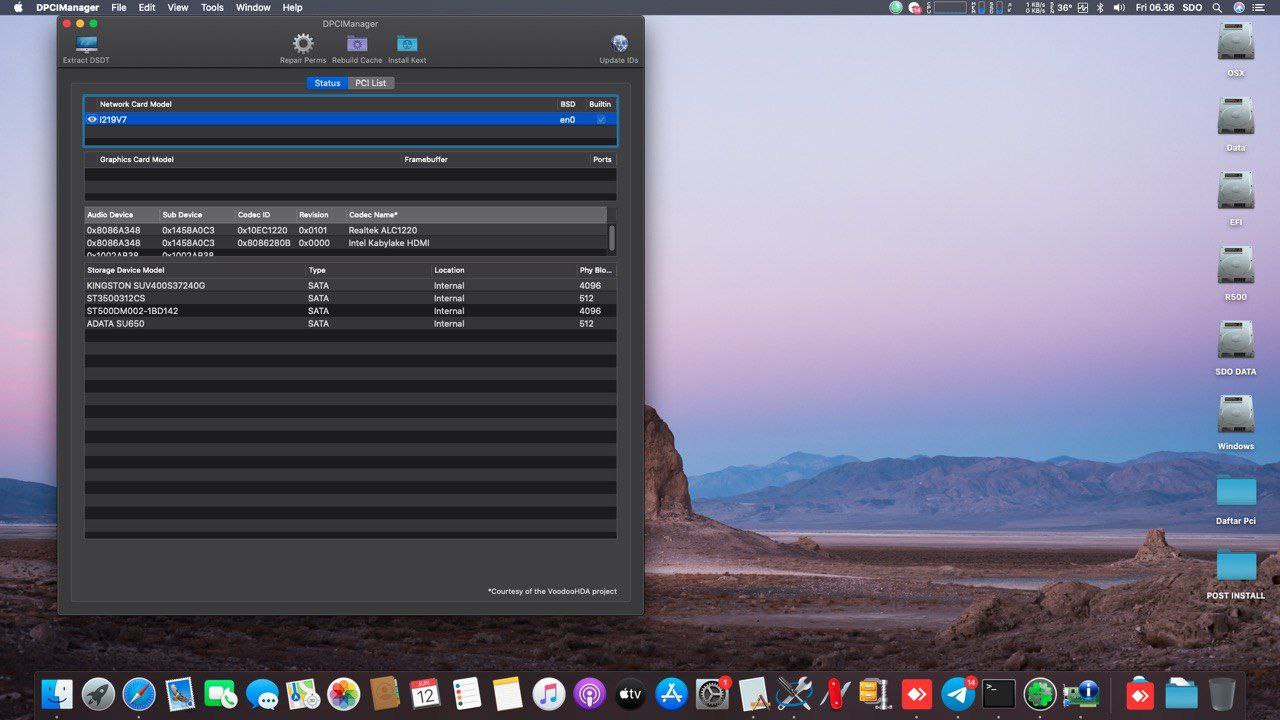 DPCIManager File Edit View Tools Window Help
1 KB/s
0 KB/s
36° Fri 06.36 SDO
DPCIManager
Extract DSDT Repair Perms Rebuild Cache Install Kext Update IDs
Status PCI List
Network Card Model BSD Builtin
I219V7 en0
Graphics Card Model Framebuffer Ports
Audio Device Sub Device Codec ID Revision Codec Name*
0x8086A348 0x1458A0C3 0x10EC1220 0x0101 Realtek ALC1220
0x8086A348 0x1458A0C3 0x8086280B 0x0000 Intel Kabylake HDMI
0x1002AB38 0x1002AB38
Storage Device Model Type Location Phy Blo...
KINGSTON SUV400S37240G SATA Internal 4096
ST3500312CS SATA Internal 512
ST500DM002-1BD142 SATA Internal 4096
ADATA SU650 SATA Internal 512
*Courtesy of the VoodooHDA project
OSX
Data
EFI
R500
SDO DATA
Windows
Daftar Pci
POST INSTALL
JUN
12
tv
1
14